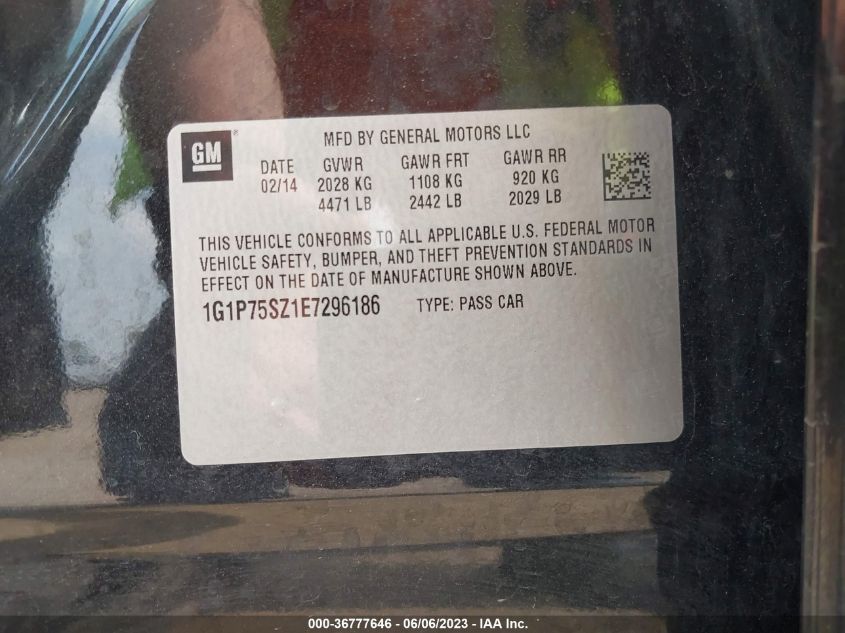 GM
MFD BY GENERAL MOTORS LLC
DATE GVWR GAWR FRT GAWR RR
02/14 2028 KG 1108 KG 920 KG
4471 LB 2442 LB 2029 LB
THIS VEHICLE CONFORMS TO ALL APPLICABLE U.S. FEDERAL MOTOR
VEHICLE SAFETY, BUMPER, AND THEFT PREVENTION STANDARDS IN
EFFECT ON THE DATE OF MANUFACTURE SHOWN ABOVE.
1G1P75SZ1E7296186 TYPE: PASS CAR
000-36777646 - 06/06/2023 - IAA Inc.